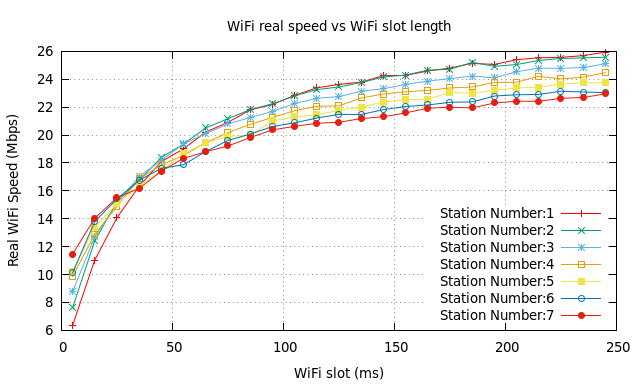 WiFi real speed vs WiFi slot length
26
24
22
20
18
16
14
12
10
8
6
Real WiFi Speed (Mbps)
Station Number:1
Station Number:2
Station Number:3
Station Number:4
Station Number:5
Station Number:6
Station Number:7
0 50 100 150 200 250
WiFi slot (ms)